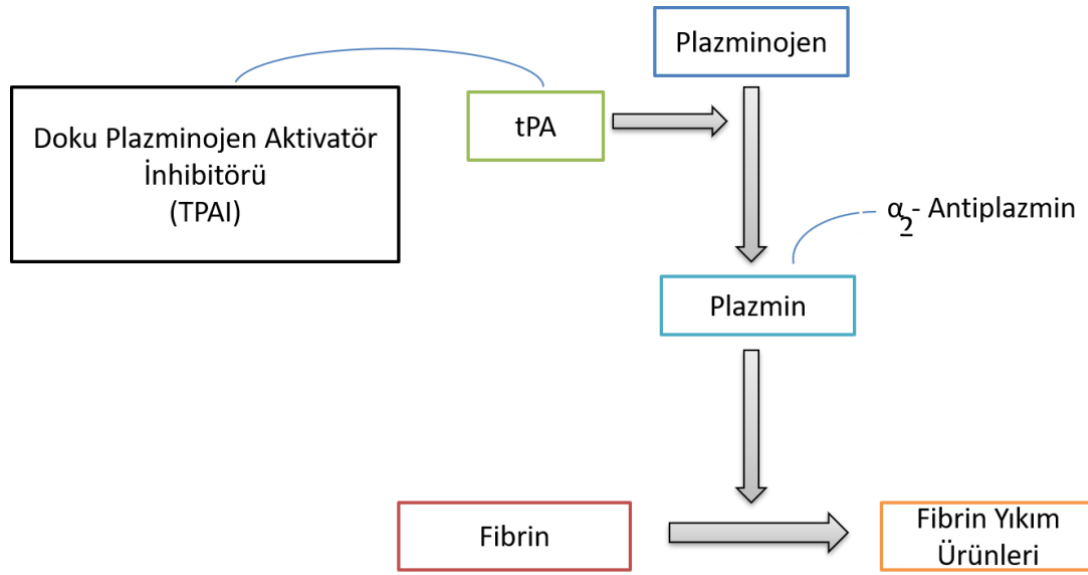 Plazminojen
Doku Plazminojen Aktivatör
İnhibitörü
(TPAI)
tPA
α2- Antiplazmin
Plazmin
Fibrin
Fibrin Yıkım
Ürünleri